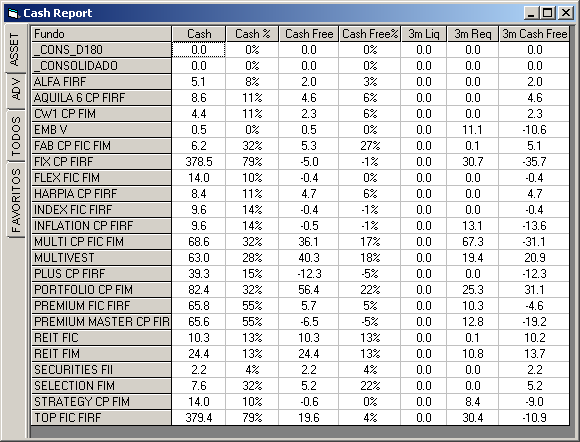 Cash Report
ASSET
ADV
TODOS
FAVORITOS
Fundo Cash Cash % Cash Free Cash Free% 3m Liq 3m Req 3m Cash Free
_CONS_D180 0.0 0% 0.0 0% 0.0 0.0 0.0
_CONSOLIDADO 0.0 0% 0.0 0% 0.0 0.0 0.0
ALFA FIRF 5.1 8% 2.0 3% 0.0 0.0 2.0
AQUILA 6 CP FIRF 8.6 11% 4.6 6% 0.0 0.0 4.6
CW1 CP FIM 4.4 11% 2.3 6% 0.0 0.0 2.3
EMB V 0.5 0% 0.5 0% 0.0 11.1 -10.6
FAB CP FIC FIM 6.2 32% 5.3 27% 0.0 0.1 5.1
FIX CP FIRF 378.5 79% -5.0 -1% 0.0 30.7 -35.7
FLEX FIC FIM 14.0 10% -0.4 0% 0.0 0.0 -0.4
HARPIA CP FIRF 8.4 11% 4.7 6% 0.0 0.0 4.7
INDEX FIC FIRF 9.6 14% -0.4 -1% 0.0 0.0 -0.4
INFLATION CP FIRF 9.6 14% -0.5 -1% 0.0 13.1 -13.6
MULTI CP FIC FIM 68.6 32% 36.1 17% 0.0 67.3 -31.1
MULTIVEST 63.0 28% 40.3 18% 0.0 19.4 20.9
PLUS CP FIRF 39.3 15% -12.3 -5% 0.0 0.0 -12.3
PORTFOLIO CP FIM 82.4 32% 56.4 22% 0.0 25.3 31.1
PREMIUM FIC FIRF 65.8 55% 5.7 5% 0.0 10.3 -4.6
PREMIUM MASTER CP FIR 65.6 55% -6.5 -5% 0.0 12.8 -19.2
REIT FIC 10.3 13% 10.3 13% 0.0 0.1 10.2
REIT FIM 24.4 13% 24.4 13% 0.0 10.8 13.7
SECURITIES FII 2.2 4% 2.2 4% 0.0 0.0 2.2
SELECTION FIM 7.6 32% 5.2 22% 0.0 0.0 5.2
STRATEGY CP FIM 14.0 10% -0.6 0% 0.0 8.4 -9.0
TOP FIC FIRF 379.4 79% 19.6 4% 0.0 30.4 -10.9